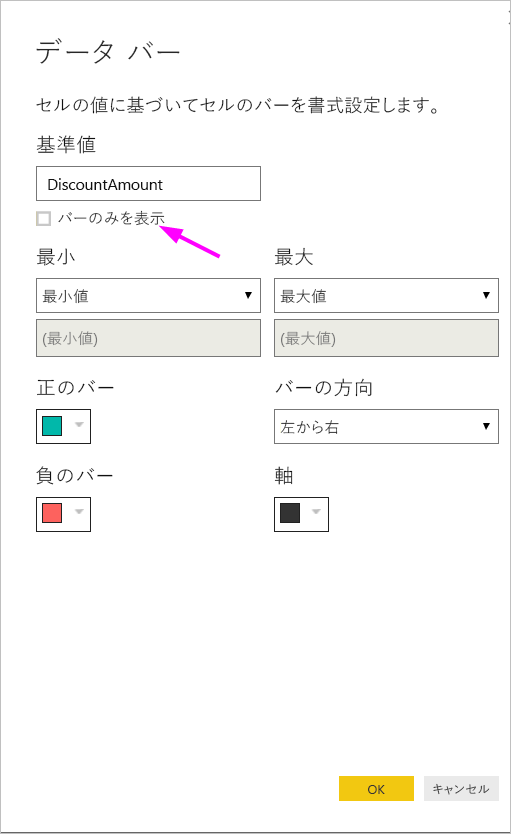 データ バー
セルの値に基づいてセルのバーを書式設定します。
基準値
DiscountAmount
バーのみを表示
最小 最大
最小値 最大値
(最小値) (最大値)
正のバー バーの方向
左から右
負のバー 軸
OK キャンセル